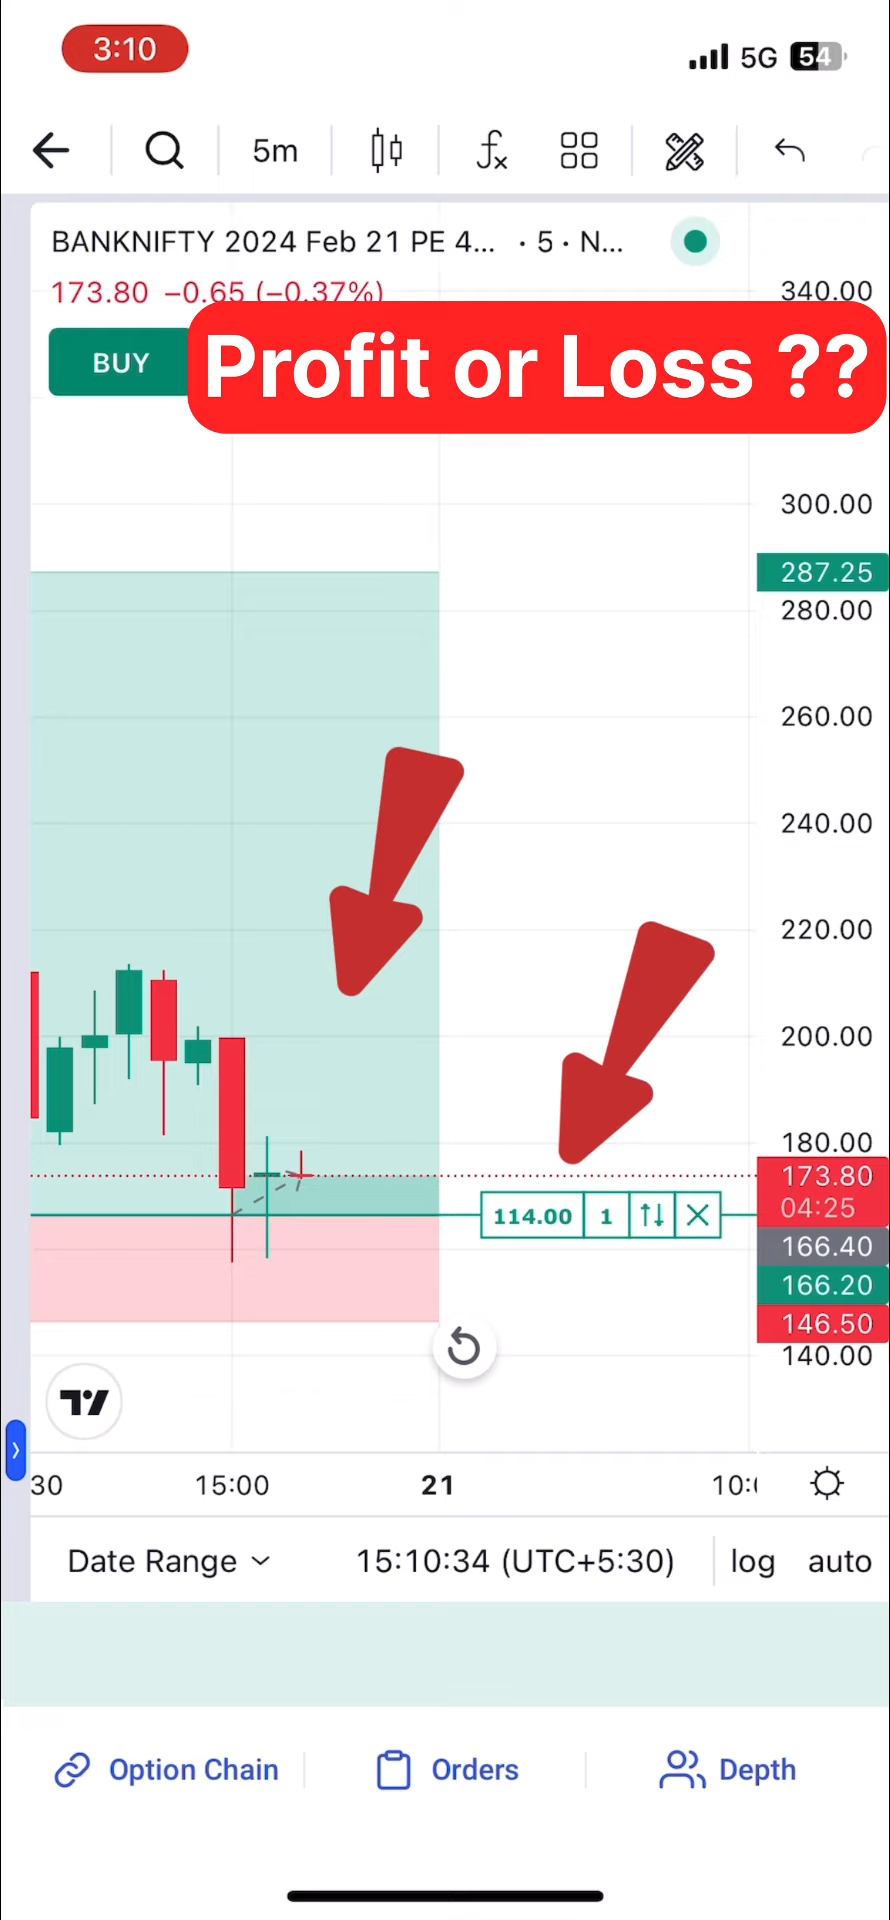 3:10
5G 54
5m
BANKNIFTY 2024 Feb 21 PE 4... · 5 · N...
173.80 −0.65 (−0.37%)
BUY
Profit or Loss ??
340.00
300.00
287.25
280.00
260.00
240.00
220.00
200.00
180.00
173.80
04:25
114.00 1
166.40
166.20
146.50
140.00
30 15:00 21 10:
Date Range 15:10:34 (UTC+5:30) log auto
Option Chain Orders Depth